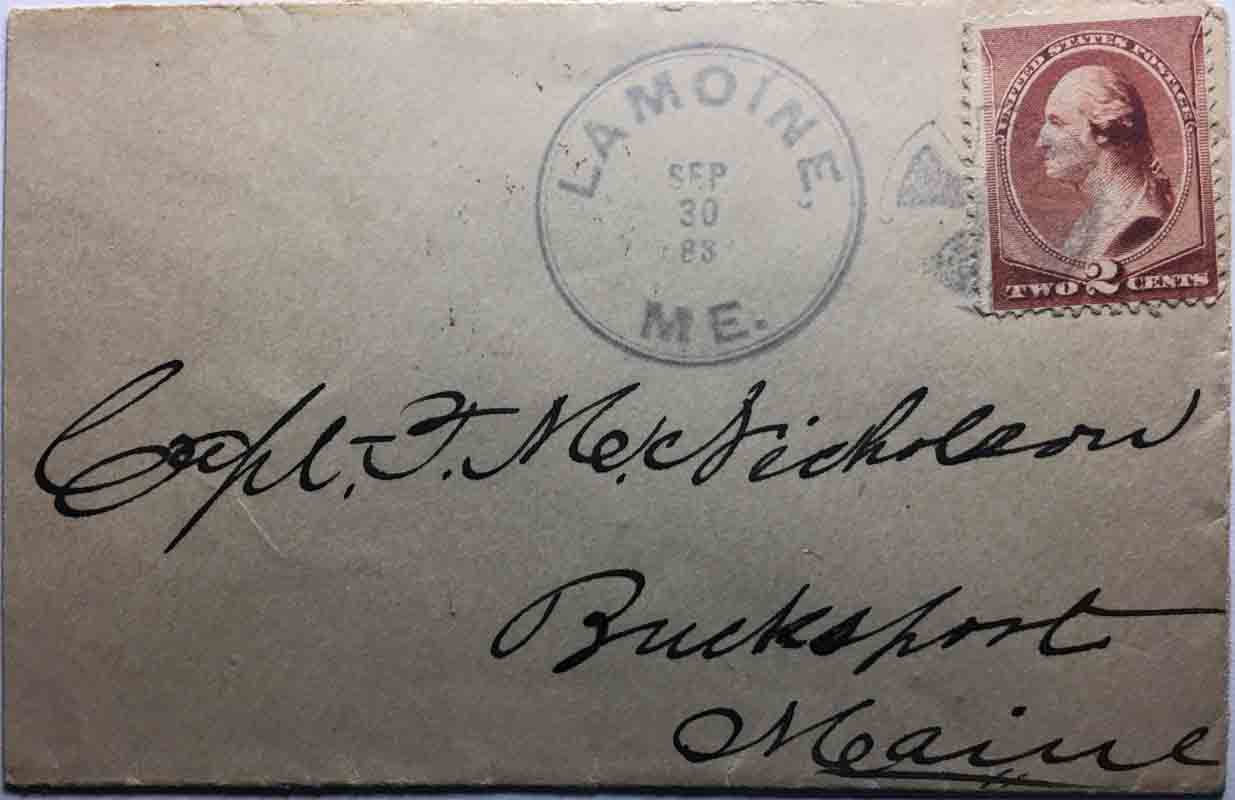 LAMOINE,
SEP
30
83
ME.
UNITED STATES POSTAGE
TWO 2 CENTS
Capt. F. McNicholson
Bucksport
Maine